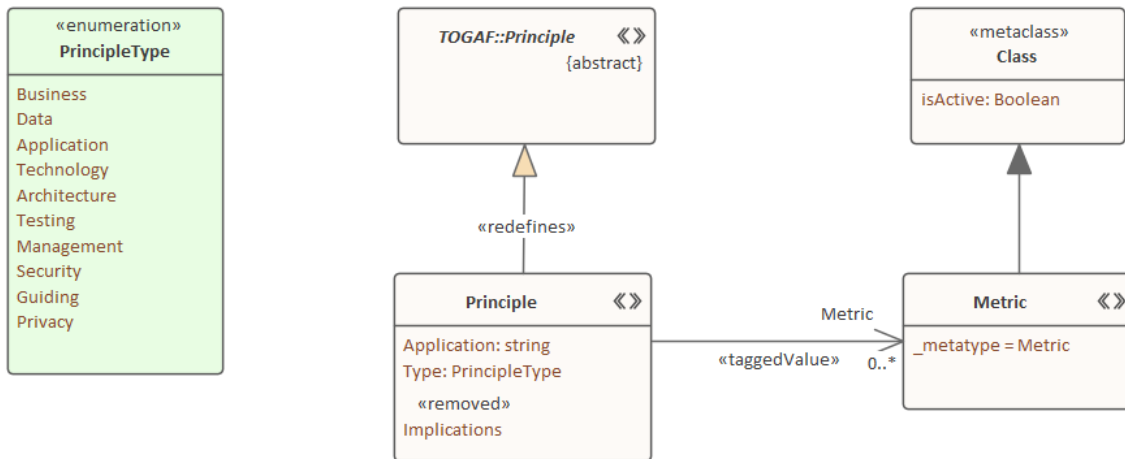 «enumeration»
PrincipleType
Business
Data
Application
Technology
Architecture
Testing
Management
Security
Guiding
Privacy
TOGAF::Principle
{abstract}
«metaclass»
Class
isActive: Boolean
«redefines»
Principle
Application: string
Type: PrincipleType
«removed»
Implications
Metric
«taggedValue»
0..*
Metric
_metatype = Metric